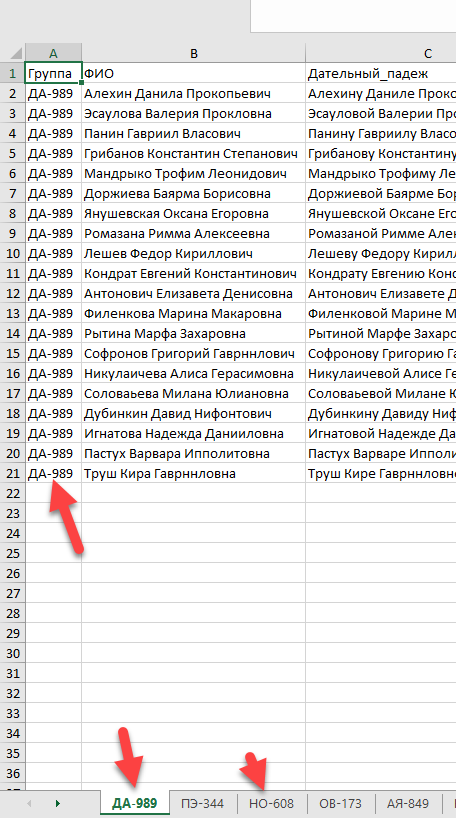 A B C
1 Группа ФИО Дательный_падеж
2 ДА-989 Алехин Данила Прокопьевич Алехину Даниле Проко
3 ДА-989 Эсаулова Валерия Прокловна Эсауловой Валерии Про
4 ДА-989 Панин Гавриил Власович Панину Гавриилу Власо
5 ДА-989 Грибанов Константин Степанович Грибанову Константину
6 ДА-989 Мандрыко Трофим Леонидович Мандрыко Трофиму Ле
7 ДА-989 Доржиева Баярма Борисовна Доржиевой Баярме Бор
8 ДА-989 Янушевская Оксана Егоровна Янушевской Оксане Его
9 ДА-989 Ромазана Римма Алексеевна Ромазаной Римме Алек
10 ДА-989 Лешев Федор Кириллович Лешеву Федору Кирилл
11 ДА-989 Кондрат Евгений Константинович Кондрату Евгению Конс
12 ДА-989 Антонович Елизавета Денисовна Антонович Елизавете Д
13 ДА-989 Филенкова Марина Макаровна Филенковой Марине М
14 ДА-989 Рытина Марфа Захаровна Рытиной Марфе Захаро
15 ДА-989 Софронов Григорий Гаврннлович Софронову Григорию Га
16 ДА-989 Никулаичева Алиса Герасимовна Никулаичевой Алисе Ге
17 ДА-989 Соловаьева Милана Юлиановна Соловаьевой Милане Ю
18 ДА-989 Дубинкин Давид Нифонтович Дубинкину Давиду Ниф
19 ДА-989 Игнатова Надежда Данииловна Игнатовой Надежде Да
20 ДА-989 Пастух Варвара Ипполитовна Пастух Варваре Ипполи
21 ДА-989 Труш Кира Гаврннловна Труш Кире Гаврннловн
22
23
24
25
26
27
28
29
30
31
32
33
34
35
36
ДА-989 ПЭ-344 НО-608 ОВ-173 АЯ-849